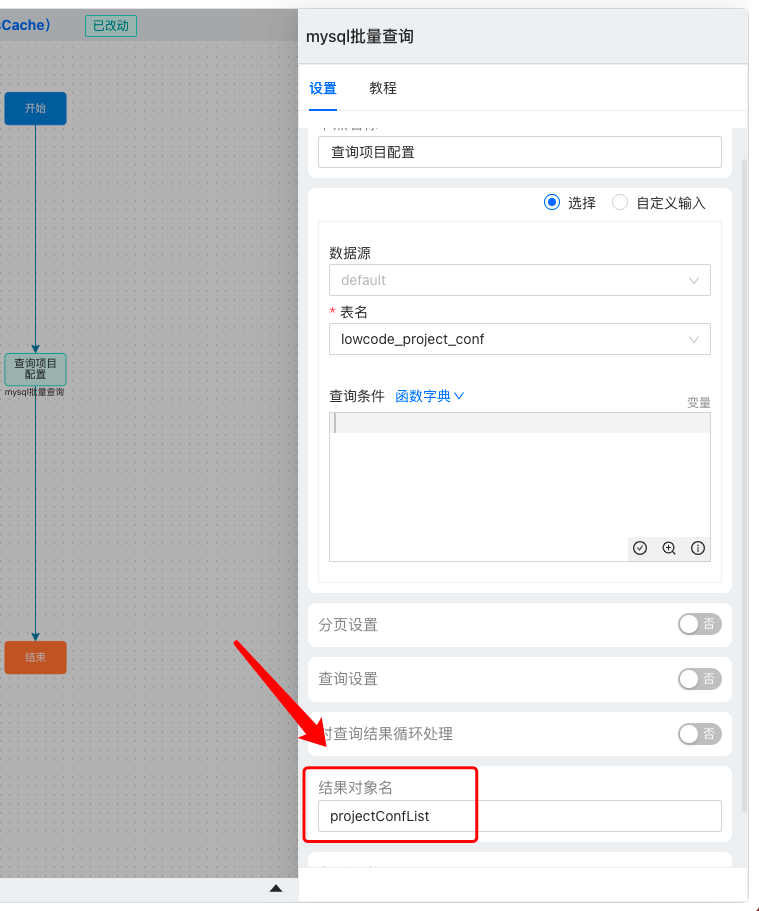 sCache）
已改动
mysql批量查询
设置
教程
开始
查询项目配置
选择
自定义输入
数据源
default
* 表名
lowcode_project_conf
查询项目
配置
mysql批量查询
查询条件
函数字典
变量
分页设置
否
结束
查询设置
否
对查询结果循环处理
否
结果对象名
projectConfList